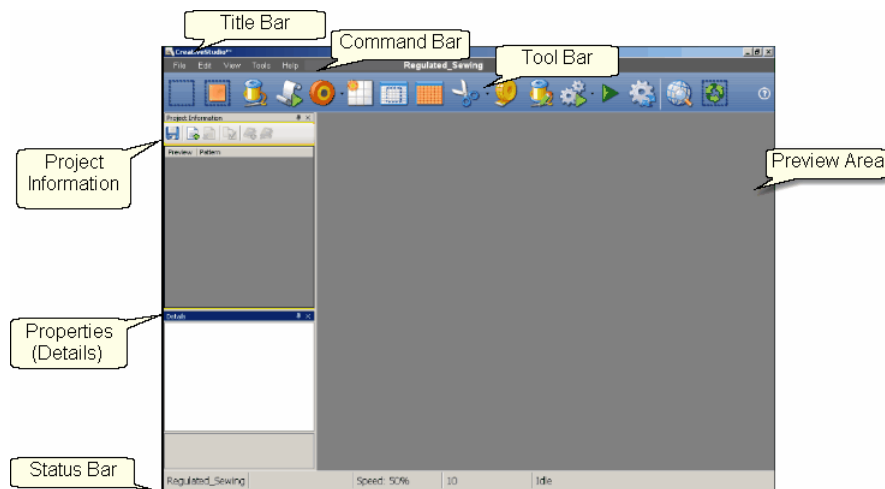 Title Bar
Command Bar
Tool Bar
CreativeStudio™
File Edit View Tools Help
Regulated_Sewing
Project Information
Preview Pattern
Project
Information
Preview Area
Details
Properties
(Details)
Status Bar
Regulated_Sewing Speed: 50% 10 Idle